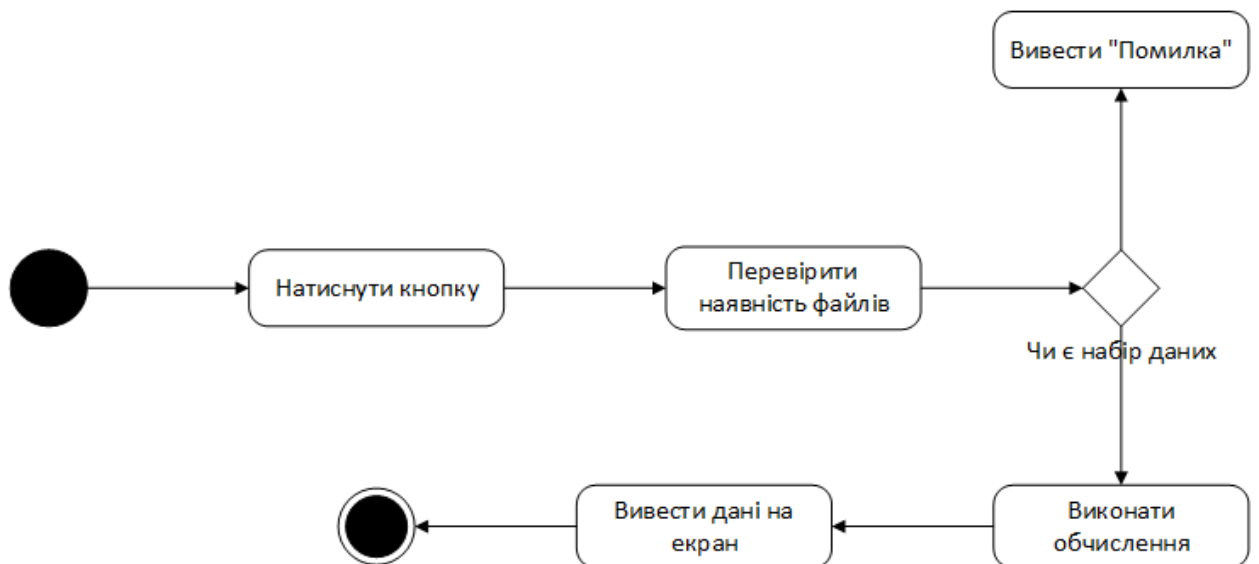 Вивести "Помилка"
Натиснути кнопку
Перевірити
наявність файлів
Чи є набір даних
Вивести дані на
екран
Виконати
обчислення